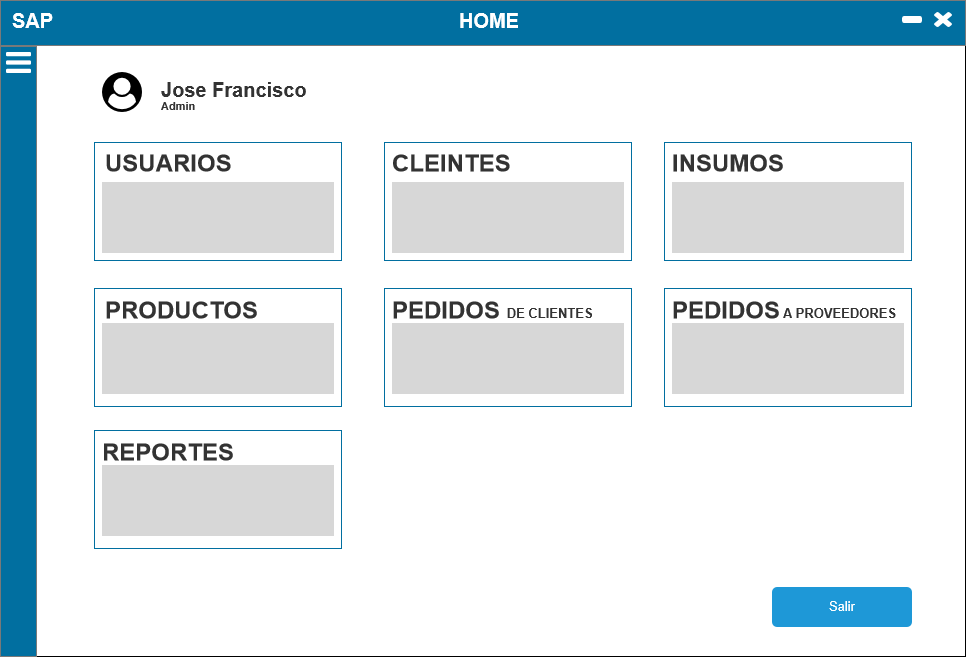 SAP
HOME
Jose Francisco
Admin
USUARIOS
CLEINTES
INSUMOS
PRODUCTOS
PEDIDOS DE CLIENTES
PEDIDOS A PROVEEDORES
REPORTES
Salir